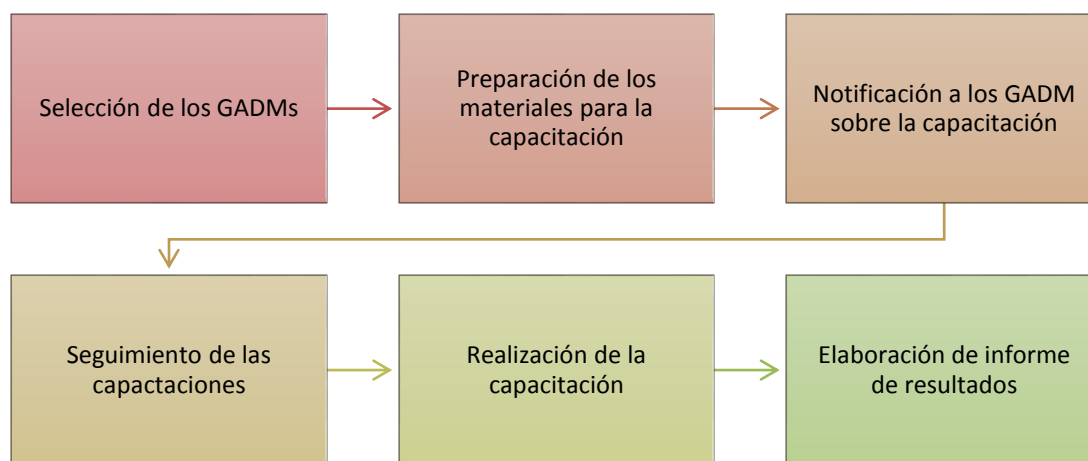 Selección de los GADMs
Preparación de los
materiales para la
capacitación
Notificación a los GADM
sobre la capacitación
Seguimiento de las
capactaciones
Realización de la
capacitación
Elaboración de informe
de resultados